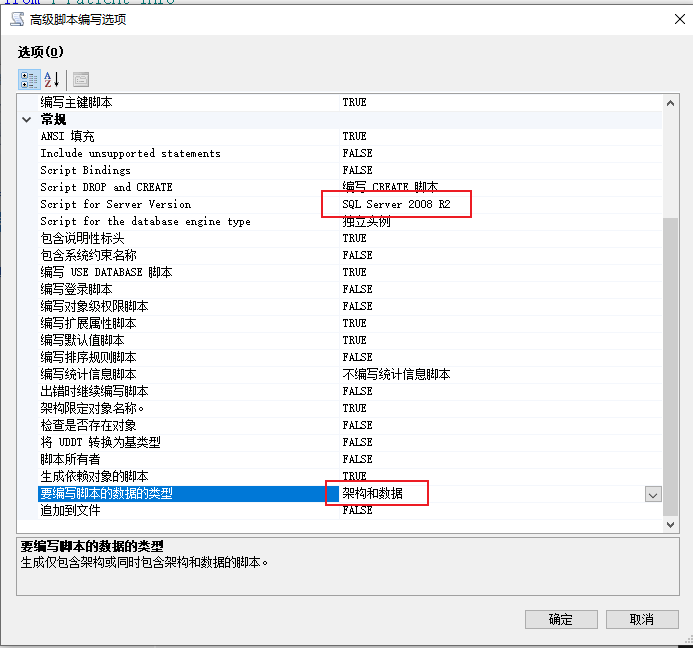 from T Patient Info
高级脚本编写选项
选项(O)
编写主键脚本 TRUE
常规
ANSI 填充 TRUE
Include unsupported statements FALSE
Script Bindings FALSE
Script DROP and CREATE 编写 CREATE 脚本
Script for Server Version SQL Server 2008 R2
Script for the database engine type 独立实例
包含说明性标头 TRUE
包含系统约束名称 FALSE
编写 USE DATABASE 脚本 TRUE
编写登录脚本 FALSE
编写对象级权限脚本 FALSE
编写扩展属性脚本 TRUE
编写默认值脚本 TRUE
编写排序规则脚本 FALSE
编写统计信息脚本 不编写统计信息脚本
出错时继续编写脚本 FALSE
架构限定对象名称。 TRUE
检查是否存在对象 FALSE
将 UDDT 转换为基类型 FALSE
脚本所有者 FALSE
生成依赖对象的脚本 TRUE
要编写脚本的数据的类型 架构和数据
追加到文件 FALSE
要编写脚本的数据的类型
生成仅包含架构或同时包含架构和数据的脚本。
确定 取消